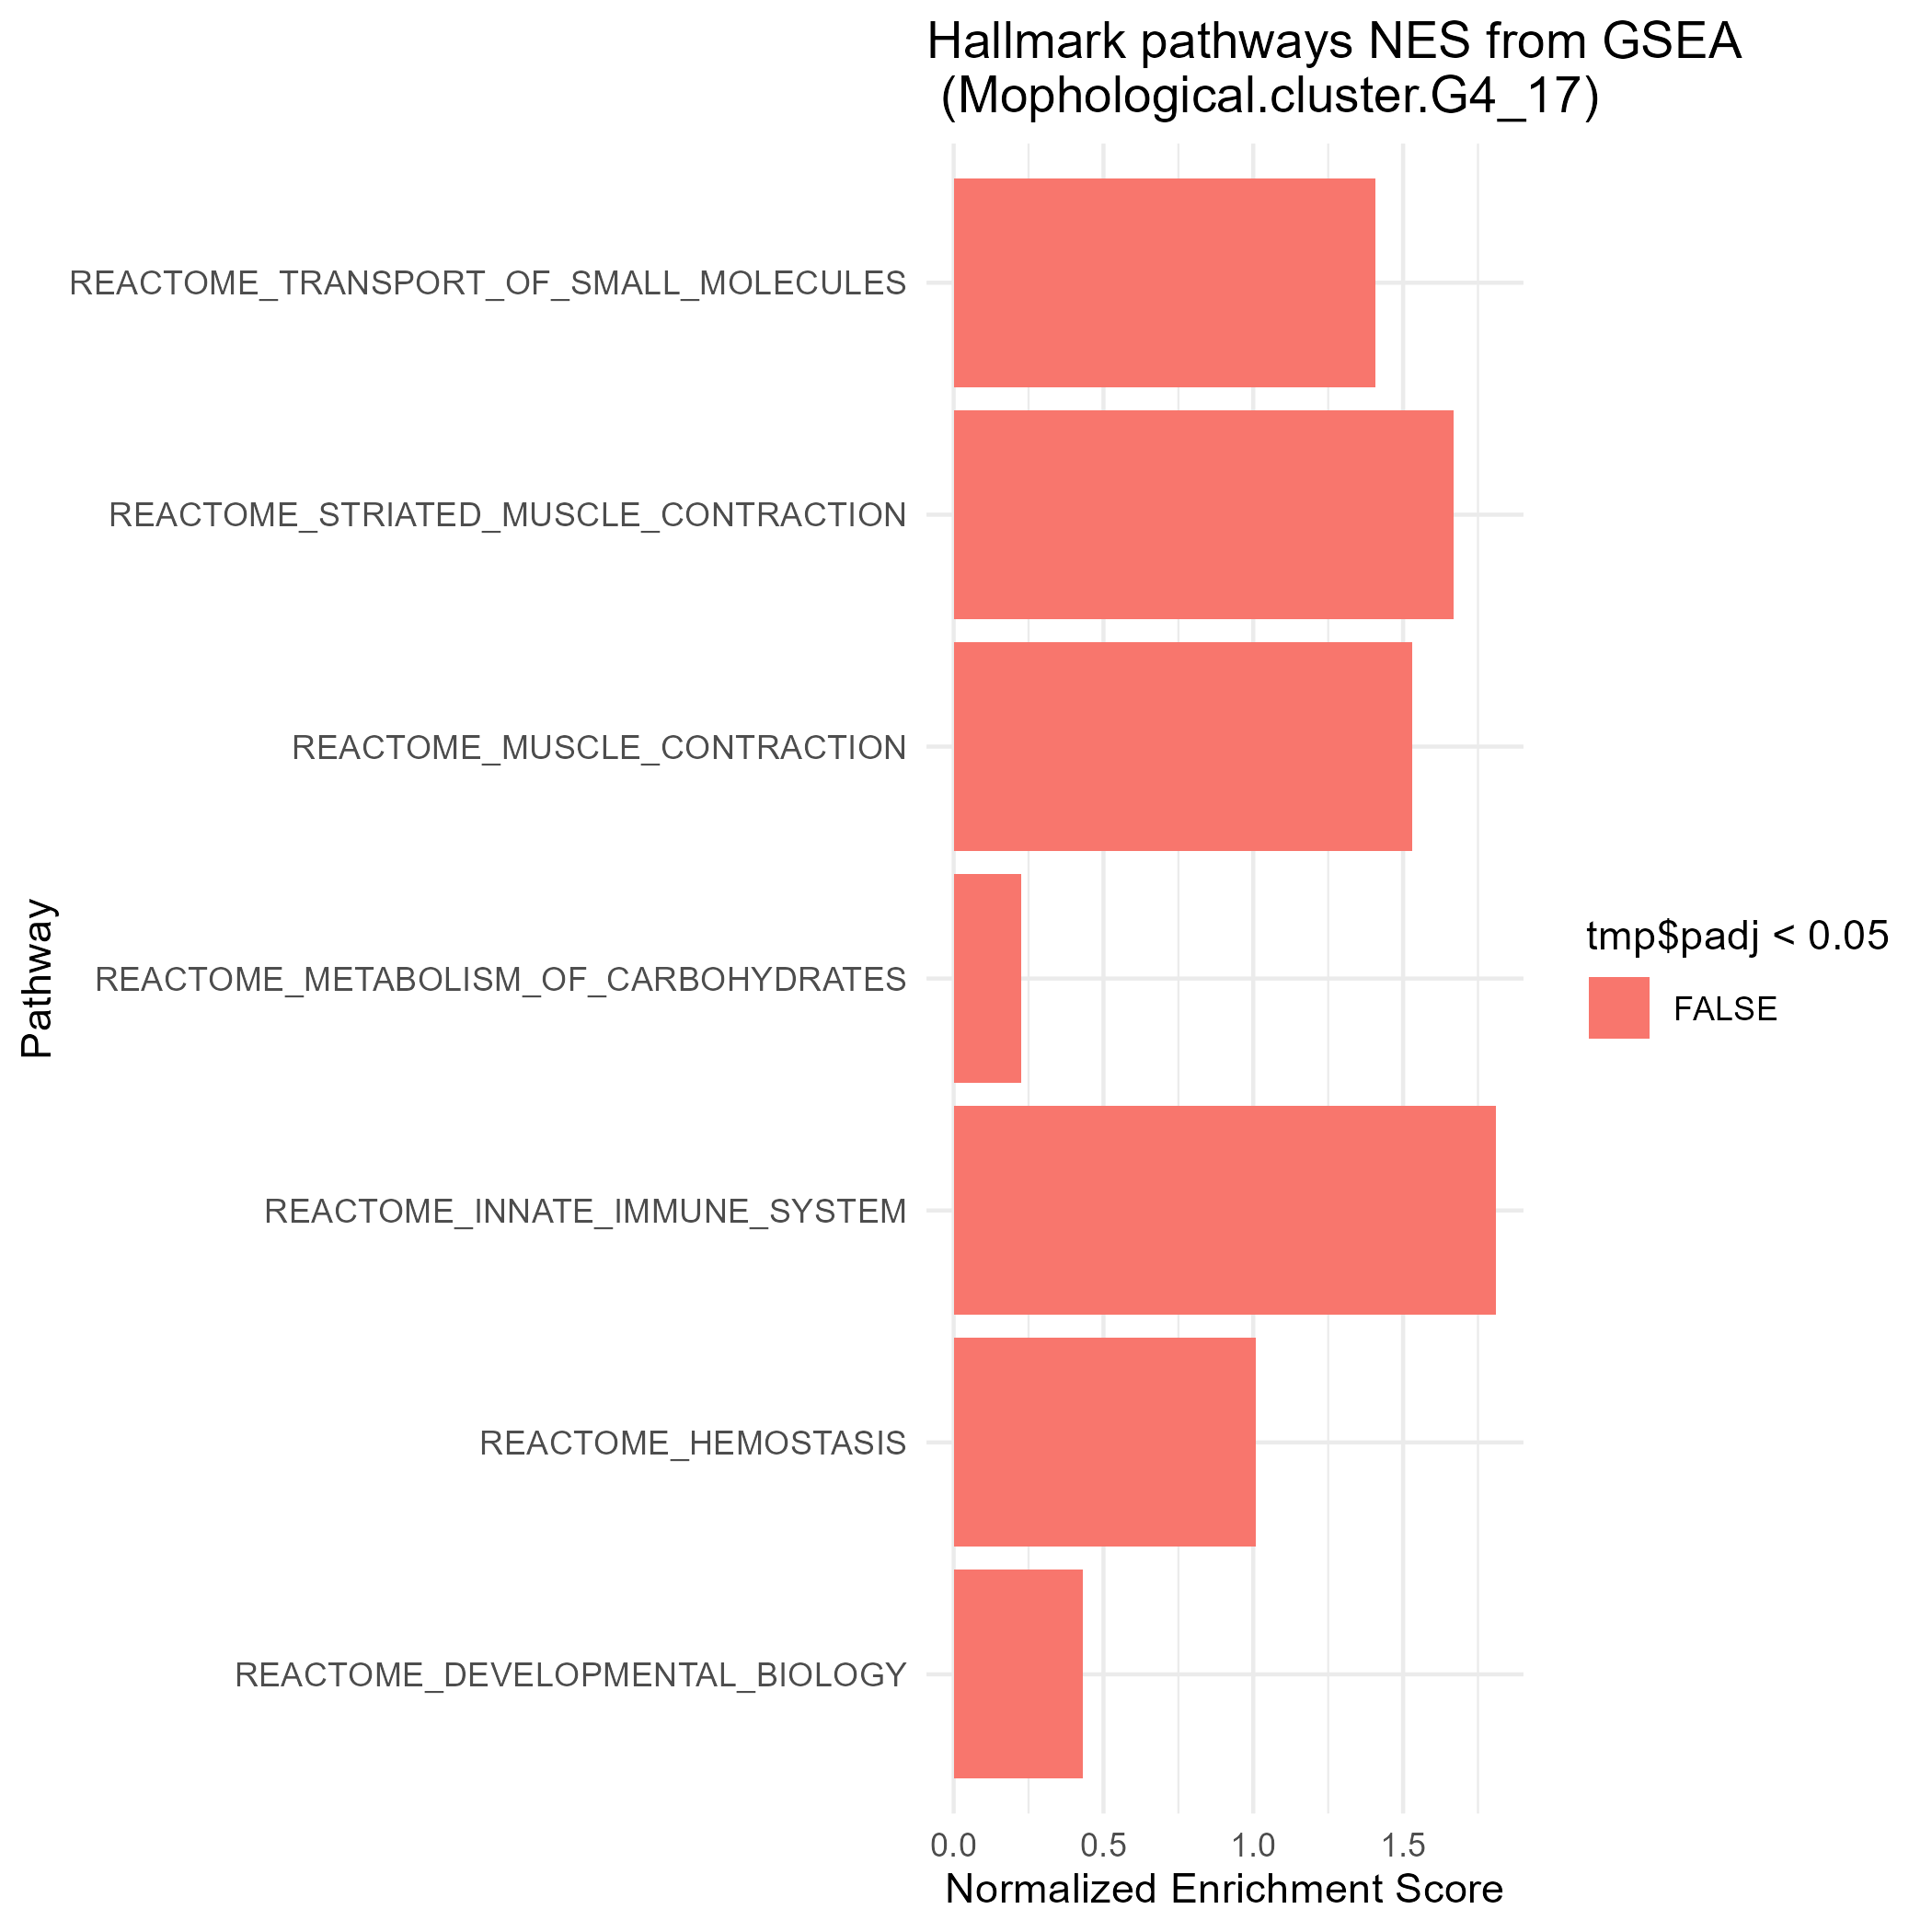 Hallmark pathways NES from GSEA
(Mophological.cluster.G4_17)
REACTOME_TRANSPORT_OF_SMALL_MOLECULES
REACTOME_STRIATED_MUSCLE_CONTRACTION
REACTOME_MUSCLE_CONTRACTION
REACTOME_METABOLISM_OF_CARBOHYDRATES
REACTOME_INNATE_IMMUNE_SYSTEM
REACTOME_HEMOSTASIS
REACTOME_DEVELOPMENTAL_BIOLOGY
Pathway
0.0 0.5 1.0 1.5
Normalized Enrichment Score
tmp$padj < 0.05
FALSE